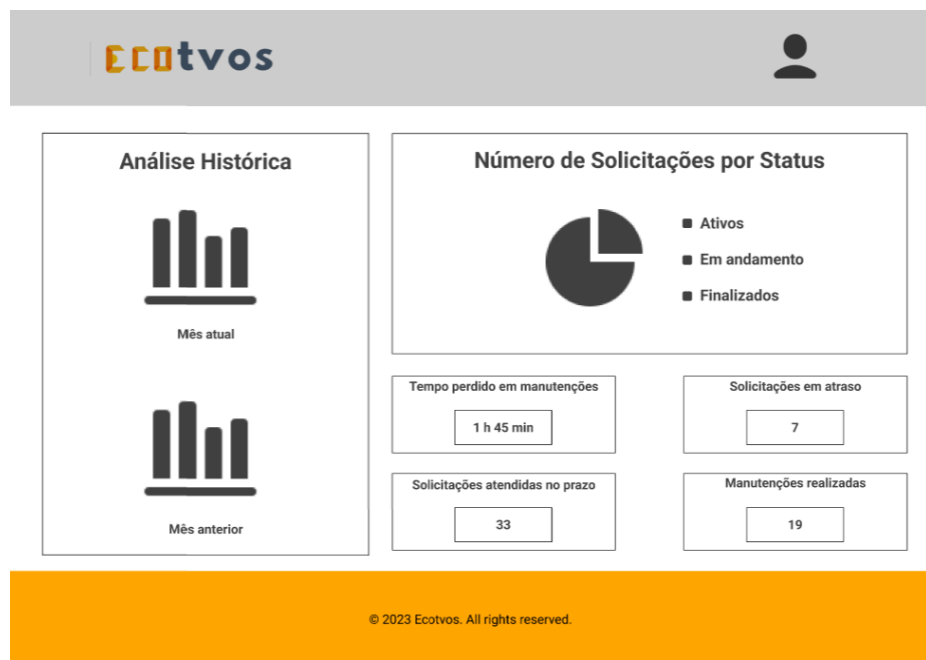 Ecotvos
Análise Histórica
Mês atual
Mês anterior
Número de Solicitações por Status
Ativos
Em andamento
Finalizados
Tempo perdido em manutenções
1 h 45 min
Solicitações em atraso
7
Solicitações atendidas no prazo
33
Manutenções realizadas
19
© 2023 Ecotvos. All rights reserved.